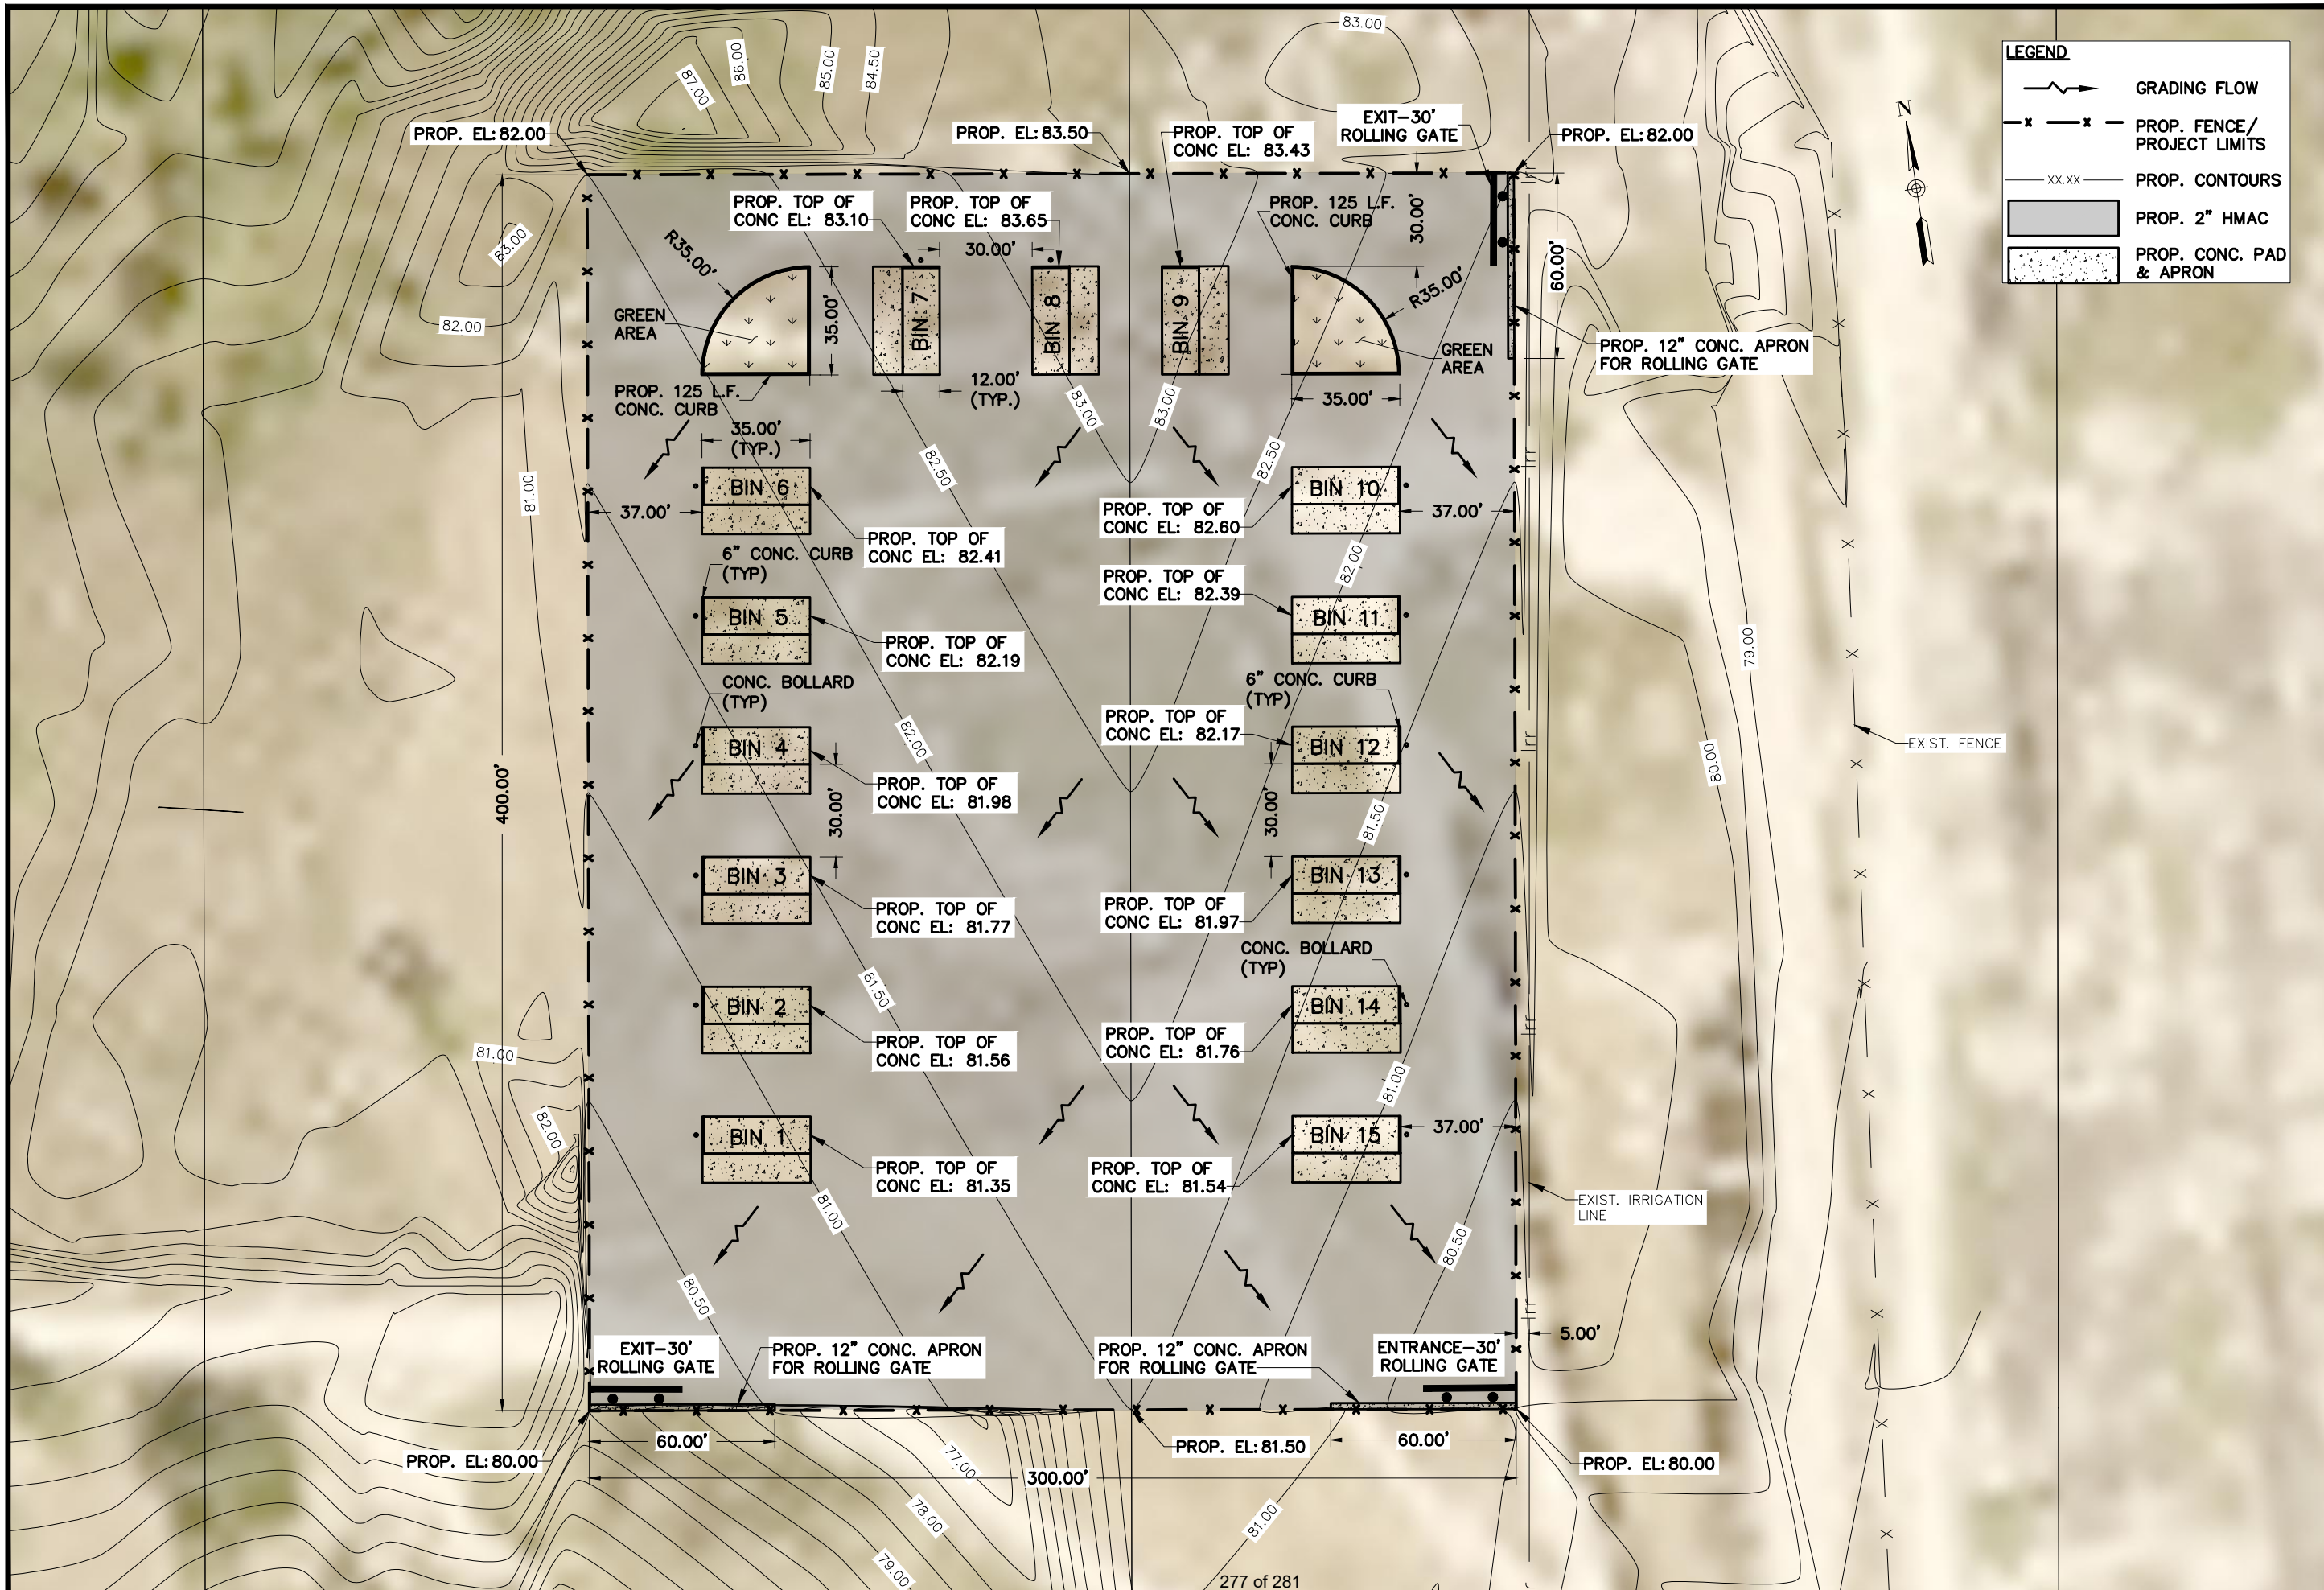 83.00
87.00
86.00
85.00
84.50
LEGEND
GRADING FLOW
PROP. FENCE/
PROJECT LIMITS
XX.XX
PROP. CONTOURS
PROP. 2" HMAC
PROP. CONC. PAD
& APRON
N
PROP. EL: 82.00
PROP. EL: 83.50
PROP. TOP OF
CONC EL: 83.43
EXIT-30'
ROLLING GATE
PROP. EL: 82.00
PROP. TOP OF
CONC EL: 83.10
PROP. TOP OF
CONC EL: 83.65
PROP. 125 L.F.
CONC. CURB
30.00'
60.00'
83.00
R35.00'
30.00'
R35.00'
82.00
GREEN
AREA
35.00'
BIN 7
BIN 8
BIN 9
GREEN
AREA
PROP. 12" CONC. APRON
FOR ROLLING GATE
PROP. 125 L.F.
CONC. CURB
12.00'
(TYP.)
35.00'
83.00
83.00
35.00'
(TYP.)
82.50
82.50
Irr
81.00
BIN 6
37.00'
BIN 10
37.00'
PROP. TOP OF
CONC EL: 82.60
PROP. TOP OF
CONC EL: 82.41
6" CONC. CURB
(TYP)
82.00
PROP. TOP OF
CONC EL: 82.39
BIN 5
BIN 11
PROP. TOP OF
CONC EL: 82.19
79.00
CONC. BOLLARD
(TYP)
6" CONC. CURB
(TYP)
PROP. TOP OF
CONC EL: 82.17
82.00
BIN 4
BIN 12
Irr
80.00
EXIST. FENCE
400.00'
PROP. TOP OF
CONC EL: 81.98
30.00'
30.00'
81.50
BIN 3
BIN 13
PROP. TOP OF
CONC EL: 81.77
PROP. TOP OF
CONC EL: 81.97
CONC. BOLLARD
(TYP)
81.50
BIN 2
BIN 14
Irr
PROP. TOP OF
CONC EL: 81.56
PROP. TOP OF
CONC EL: 81.76
81.00
81.00
82.00
BIN 1
BIN 15
37.00'
PROP. TOP OF
CONC EL: 81.35
PROP. TOP OF
CONC EL: 81.54
EXIST. IRRIGATION
LINE
81.00
80.50
80.50
Irr
5.00'
EXIT-30'
ROLLING GATE
PROP. 12" CONC. APRON
FOR ROLLING GATE
PROP. 12" CONC. APRON
FOR ROLLING GATE
ENTRANCE-30'
ROLLING GATE
60.00'
PROP. EL: 81.50
60.00'
PROP. EL: 80.00
PROP. EL: 80.00
77.00
300.00'
78.00
81.00
79.00
277 of 281